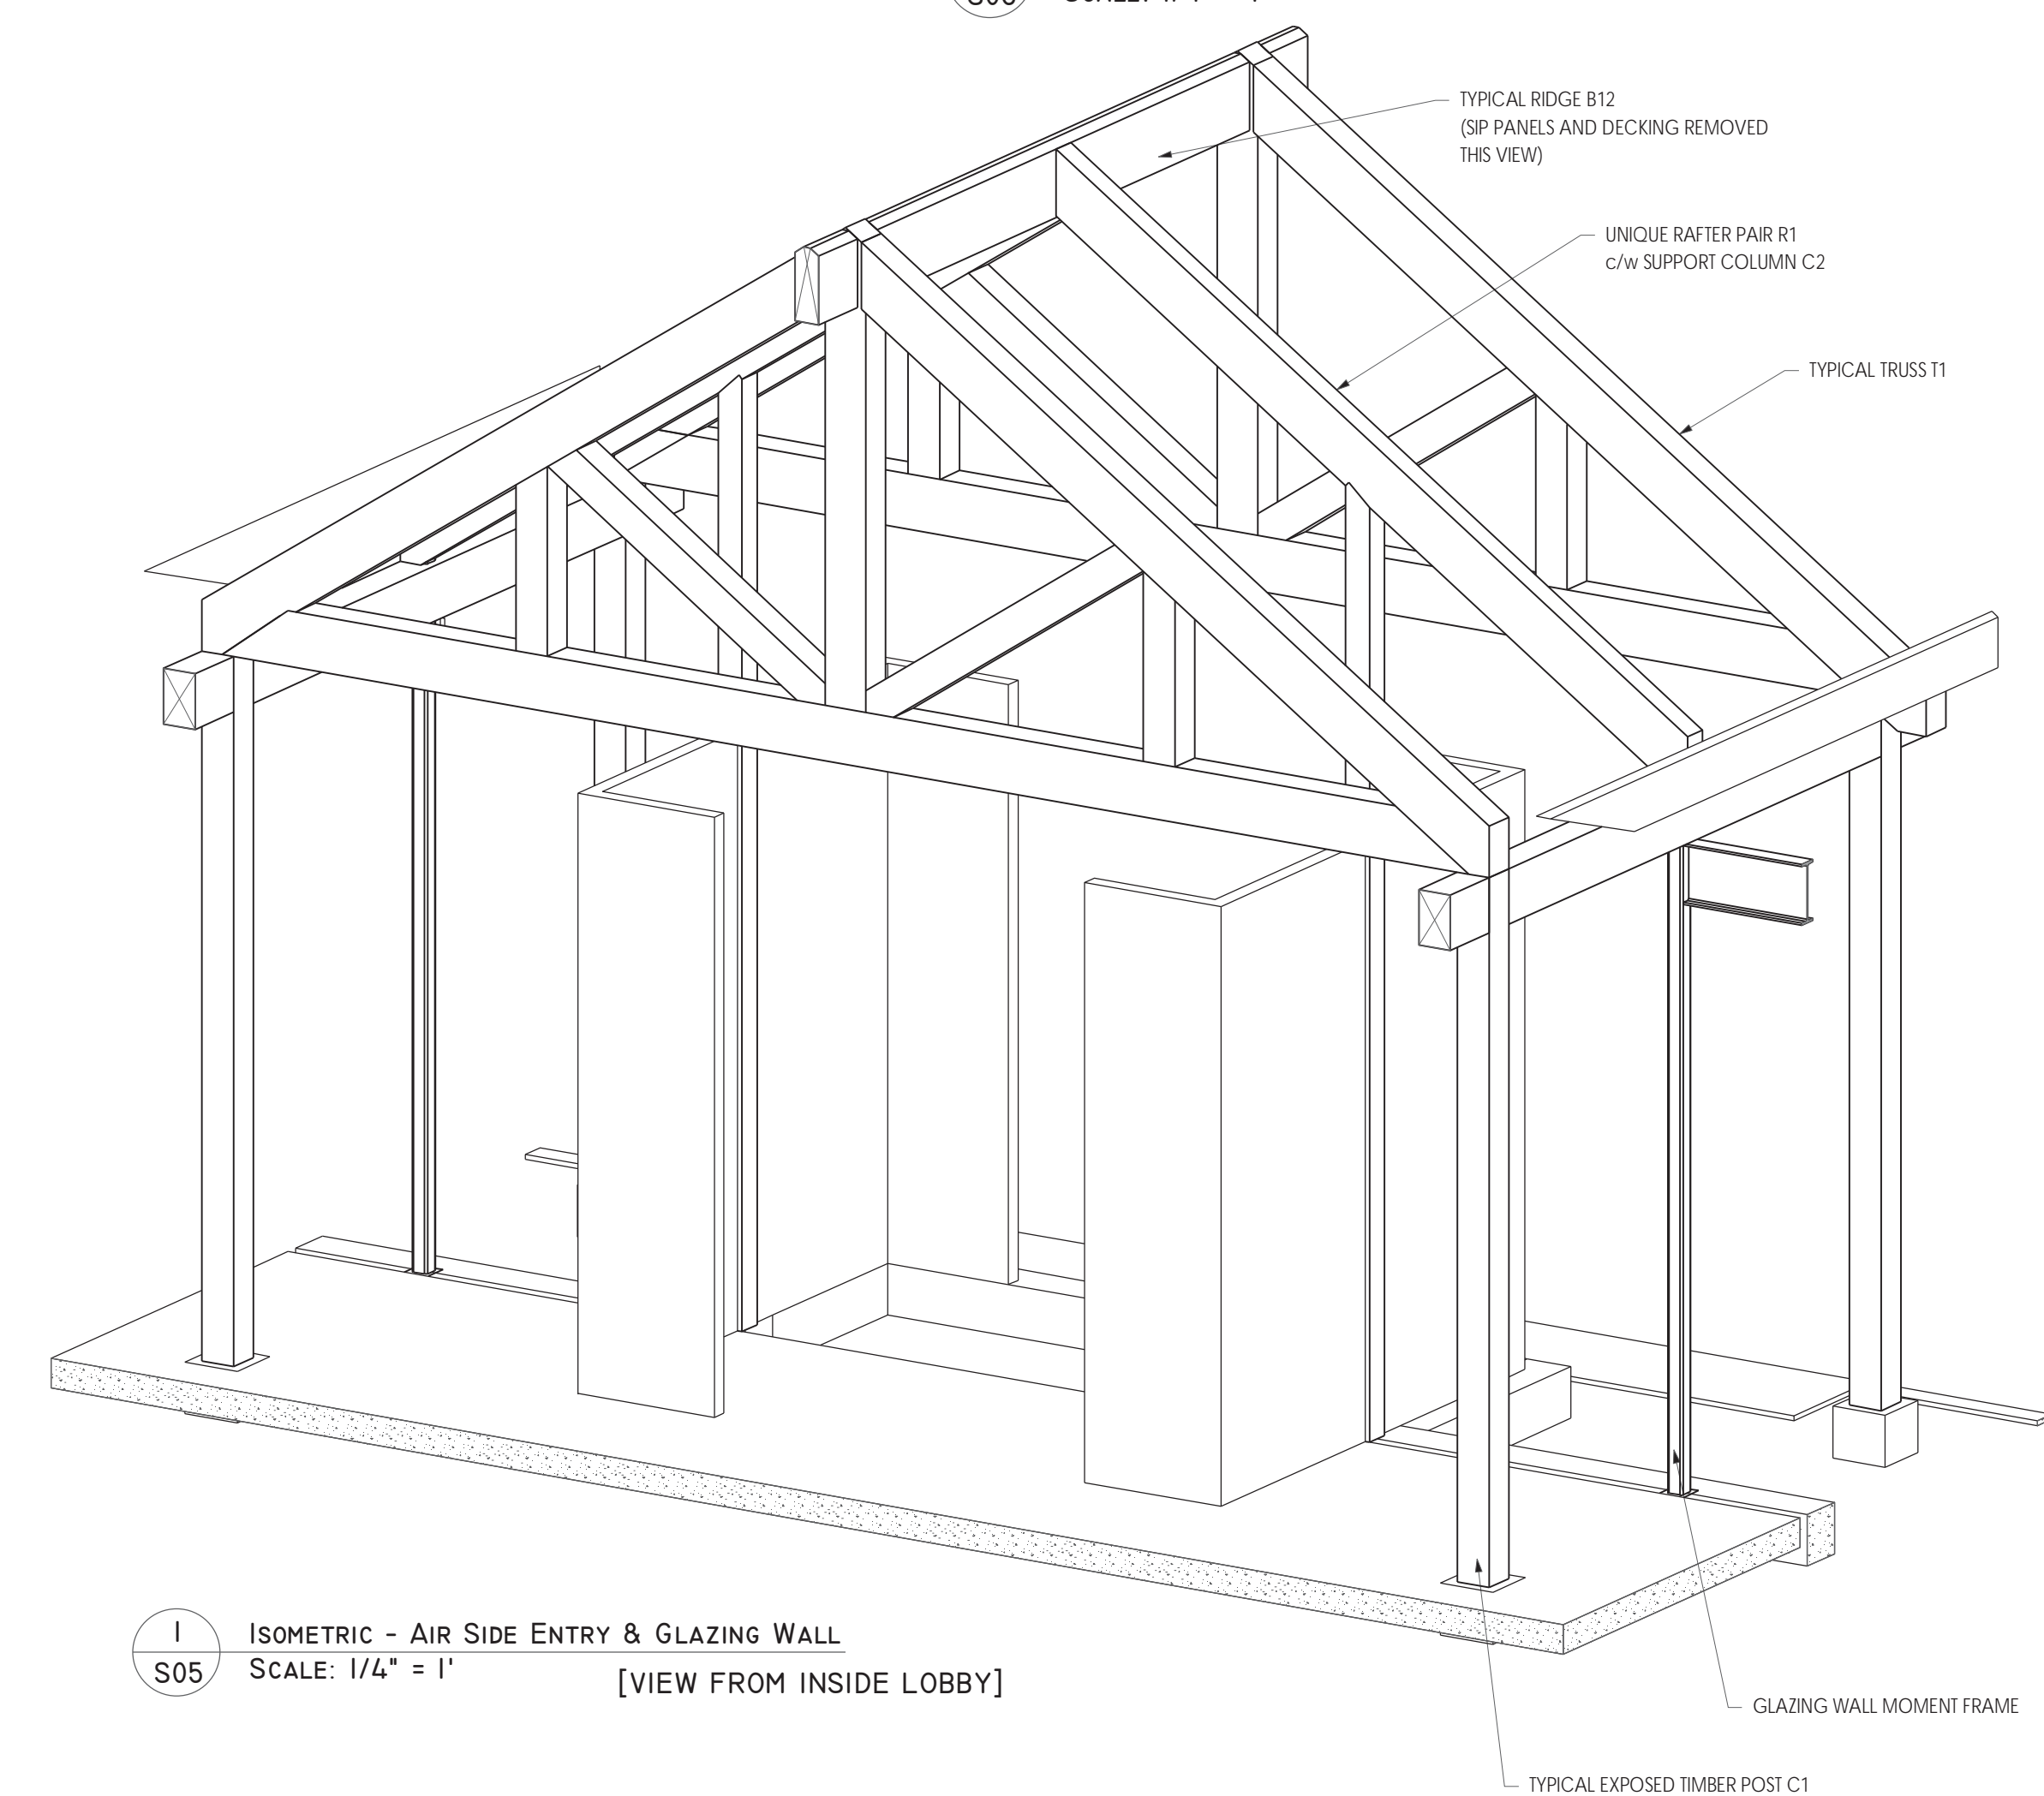 TYPICAL RIDGE B12
(SIP PANELS AND DECKING REMOVED
THIS VIEW)
UNIQUE RAFTER PAIR R1
c/w SUPPORT COLUMN C2
TYPICAL TRUSS T1
1
S05
ISOMETRIC - AIR SIDE ENTRY & GLAZING WALL
SCALE: 1/4" = 1'
[VIEW FROM INSIDE LOBBY]
GLAZING WALL MOMENT FRAME
TYPICAL EXPOSED TIMBER POST C1